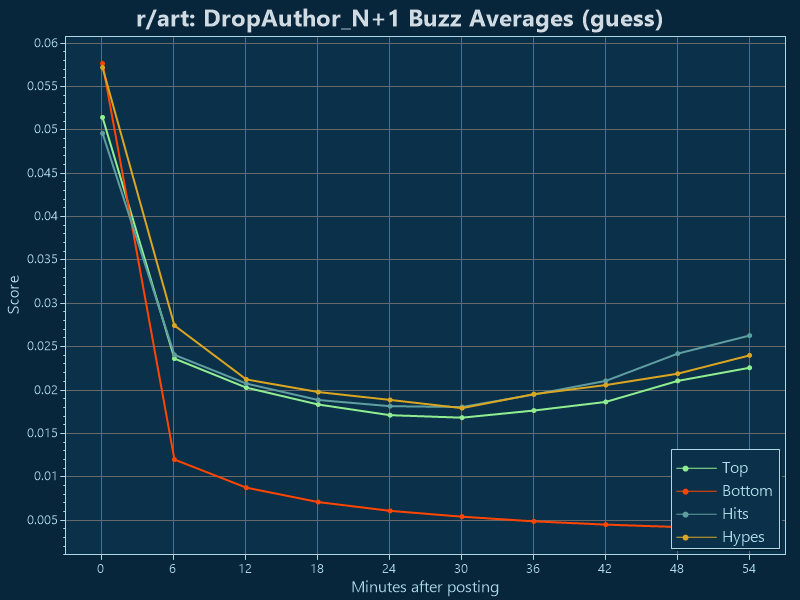 r/art: DropAuthor_N+1 Buzz Averages (guess)
0.06
0.055
0.05
0.045
0.04
0.035
0.03
0.025
0.02
0.015
0.01
0.005
Score
0 6 12 18 24 30 36 42 48 54
Minutes after posting
Top
Bottom
Hits
Hypes